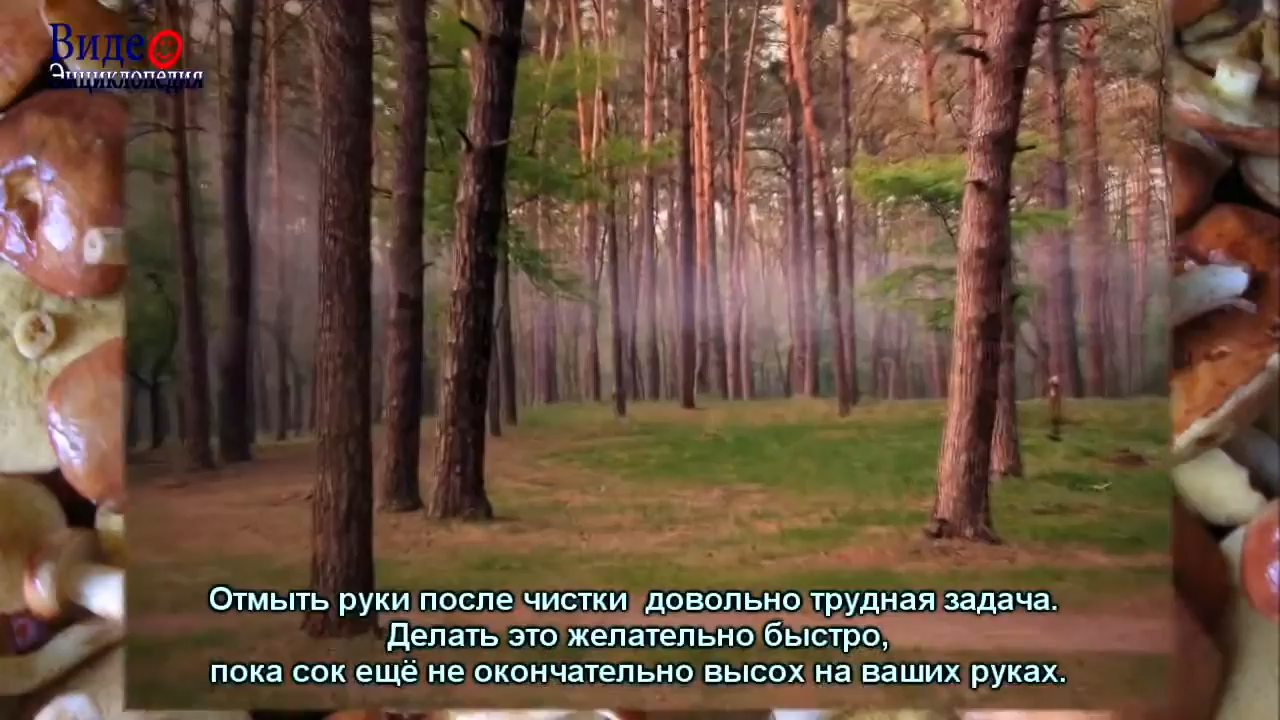 Видео
Энциклопедия
Отмыть руки после чистки довольно трудная задача.
Делать это желательно быстро,
пока сок ещё не окончательно высох на ваших руках.